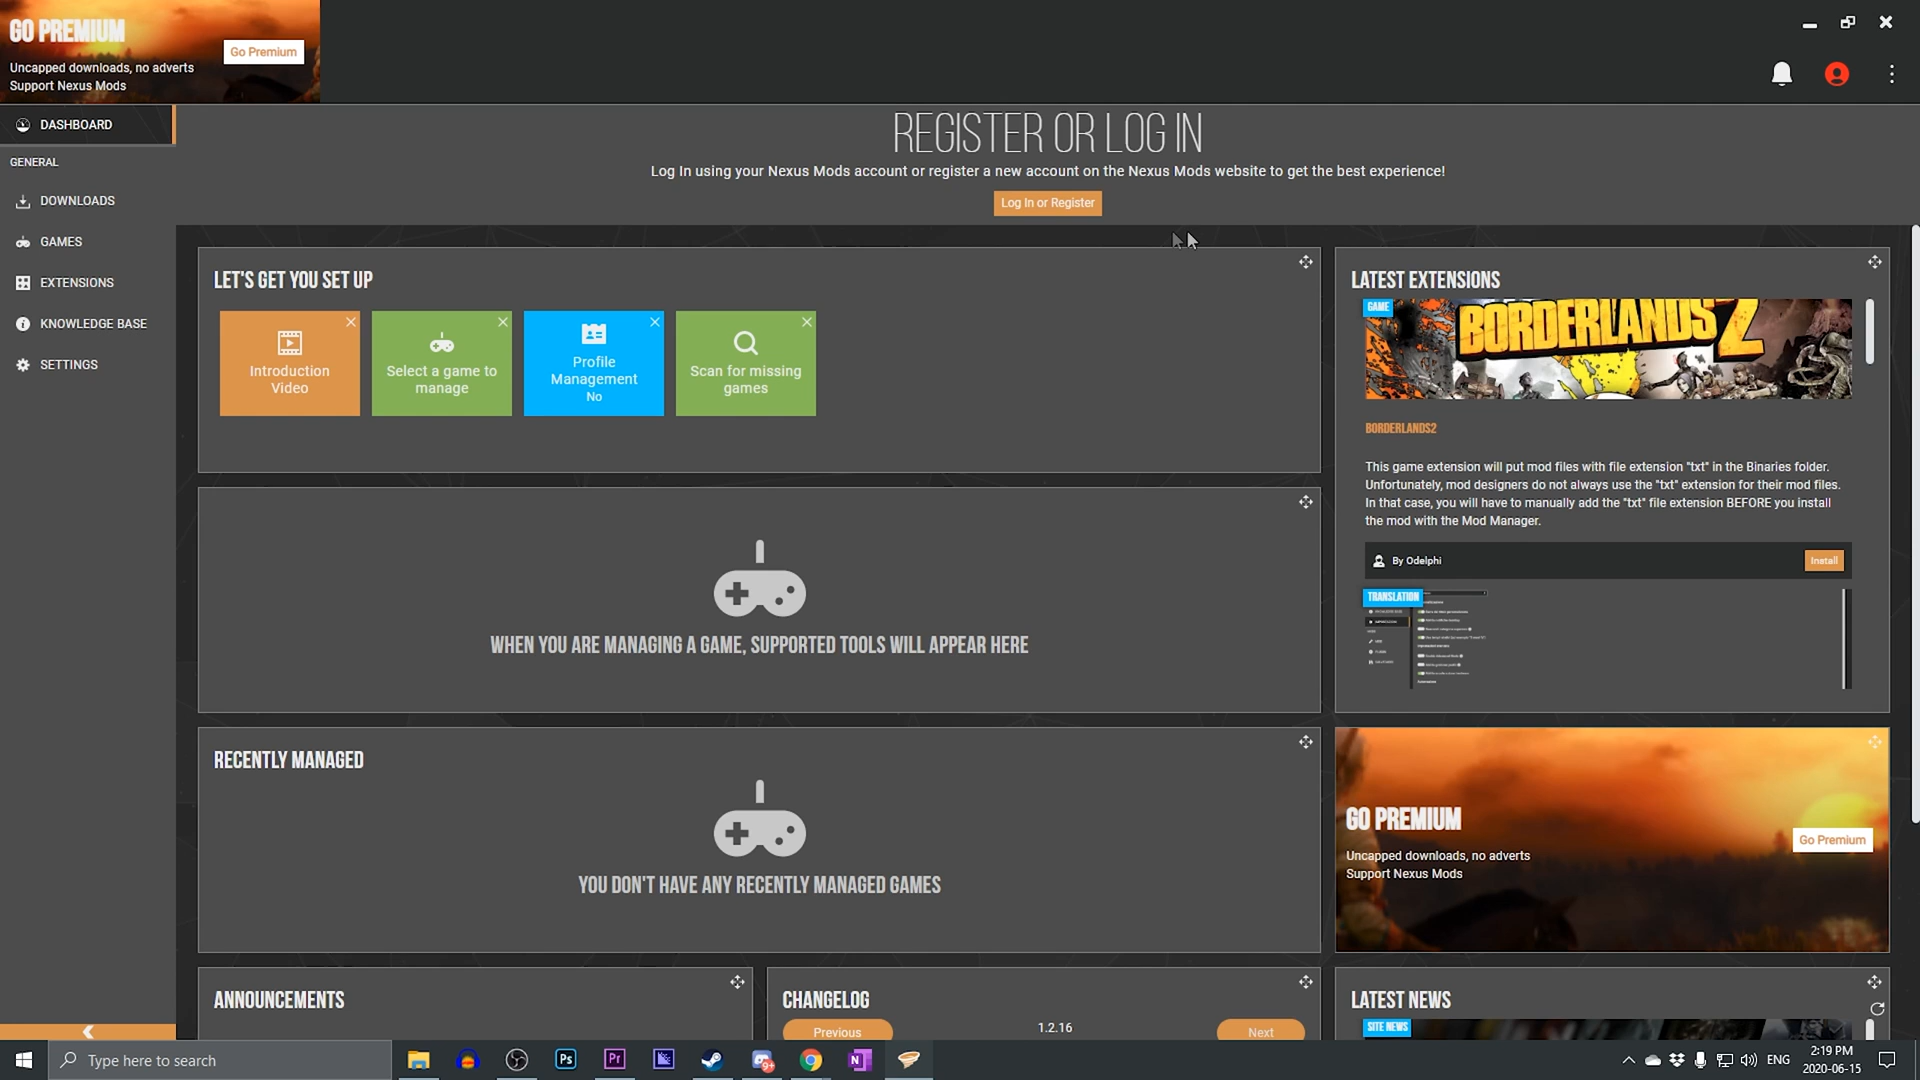 GO PREMIUM
Go Premium
Uncapped downloads, no adverts
Support Nexus Mods
DASHBOARD
GENERAL
DOWNLOADS
GAMES
EXTENSIONS
KNOWLEDGE BASE
SETTINGS
REGISTER OR LOG IN
Log In using your Nexus Mods account or register a new account on the Nexus Mods website to get the best experience!
Log In or Register
LET'S GET YOU SET UP
Introduction
Video
Select a game to
manage
Profile
Management
No
Scan for missing
games
WHEN YOU ARE MANAGING A GAME, SUPPORTED TOOLS WILL APPEAR HERE
RECENTLY MANAGED
YOU DON'T HAVE ANY RECENTLY MANAGED GAMES
LATEST EXTENSIONS
GAME
BORDERLANDS 2
BORDERLANDS2
This game extension will put mod files with file extension "txt" in the Binaries folder.
Unfortunately, mod designers do not always use the "txt" extension for their mod files.
In that case, you will have to manually add the "txt" file extension BEFORE you install
the mod with the Mod Manager.
By Odelphi
Install
TRANSLATION
GO PREMIUM
Go Premium
Uncapped downloads, no adverts
Support Nexus Mods
ANNOUNCEMENTS
CHANGELOG
Previous
1.2.16
Next
LATEST NEWS
SITE NEWS
Type here to search
Ps
Pr
9+
N
ENG
2:19 PM
2020-06-15